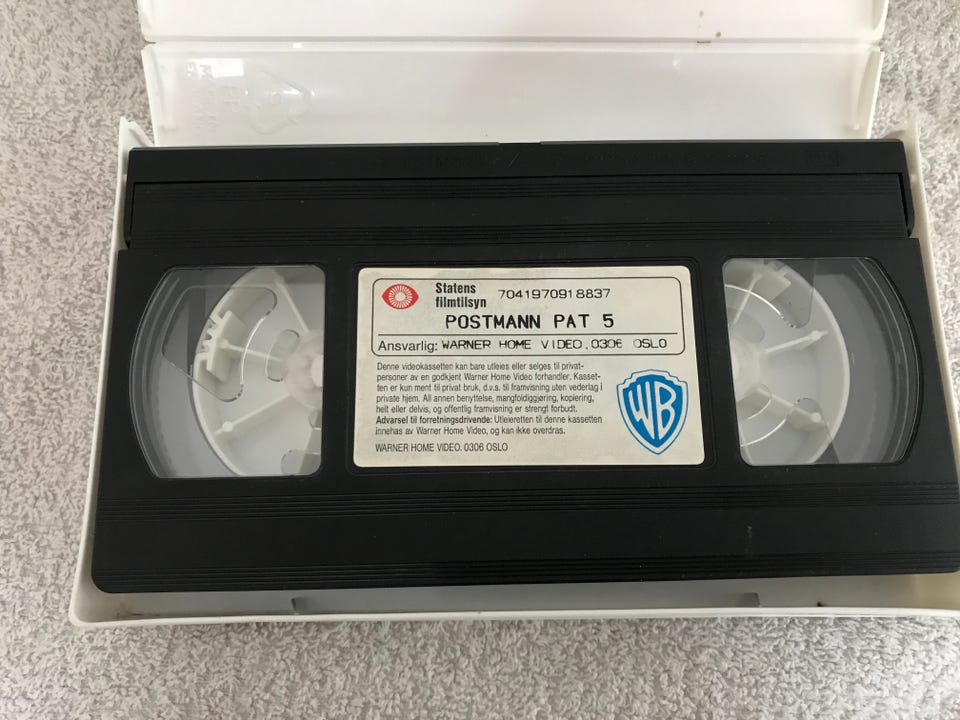 Statens 7041970918837
filmtilsyn
POSTMANN PAT 5
Ansvarlig: WARNER HOME VIDEO,0306 OSLO
Denne videokassetten kan bare utleies eller selges til privat-
personer av en godkjent Warner Home Video forhandler. Kasset-
ten er kun ment til privat bruk, d.v.s. til framvisning uten vederlag i
private hjem. All annen benyttelse, mangfoldiggjøring, kopiering,
helt eller delvis, og offentlig framvisning er strengt forbudt.
Advarsel til forretningsdrivende: Utleieretten til denne kassetten
innehas av Warner Home Video, og kan ikke overdras.
WARNER HOME VIDEO. 0306 OSLO
WB